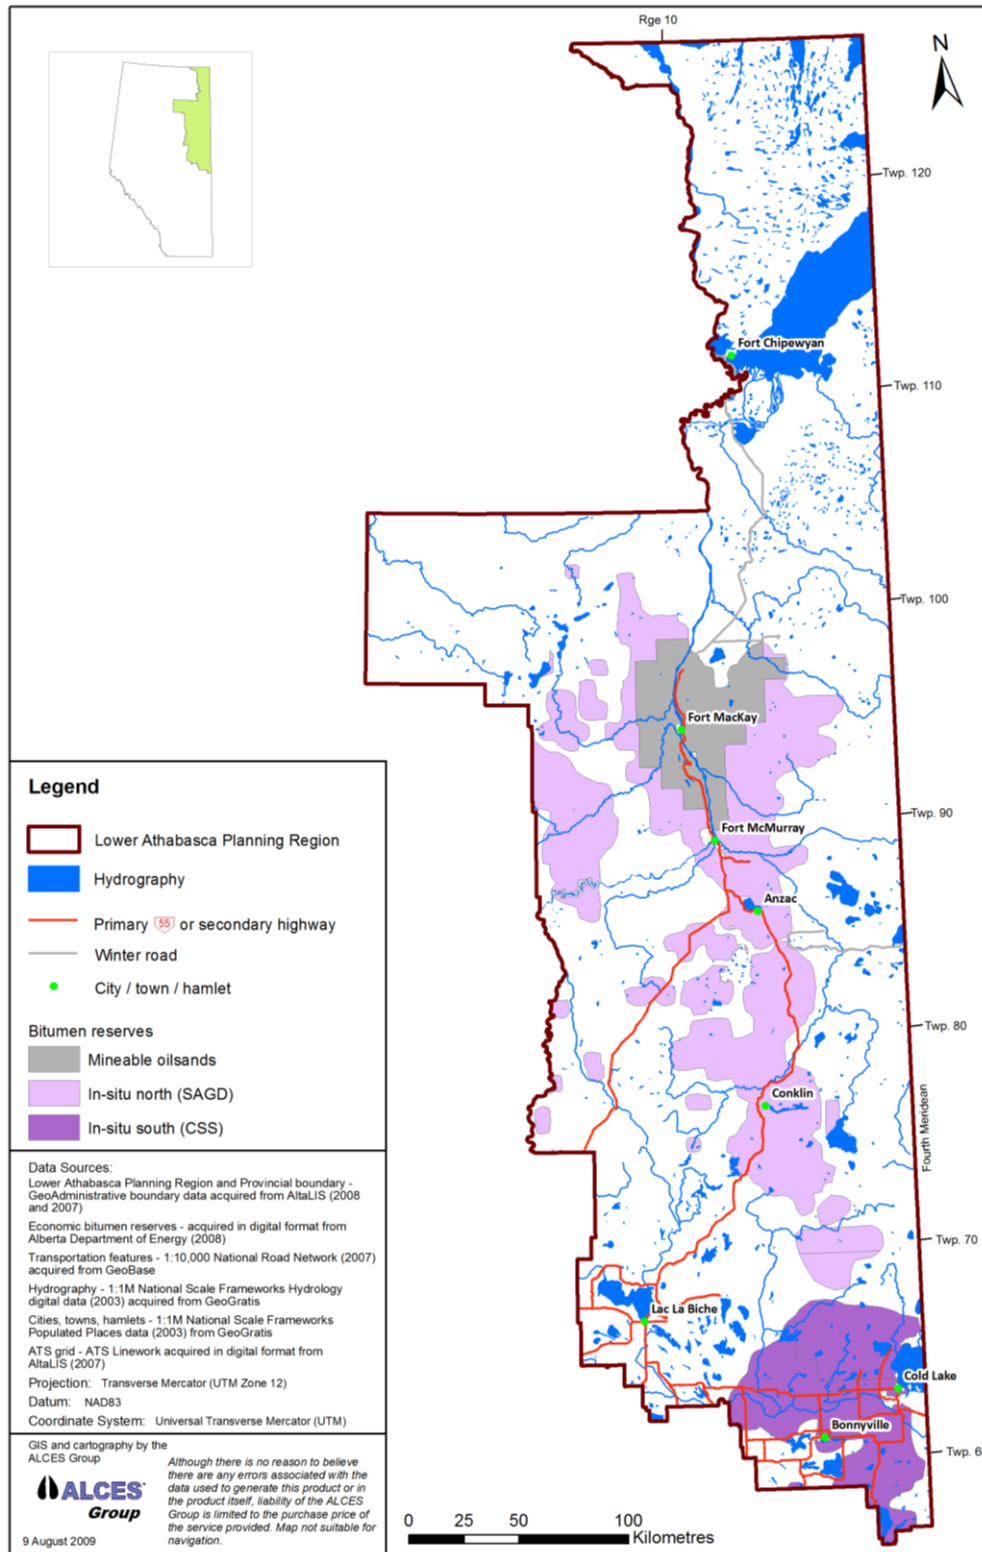 Rge 10
N
Twp. 120
Fort Chipewyan
Twp. 110
Twp. 100
Fort MacKay
Twp. 90
Fort McMurray
Anzac
Twp. 80
Conklin
Fourth Meridean
Twp. 70
Lac La Biche
Cold Lake
Bonnyville
Twp. 6
Legend
Lower Athabasca Planning Region
Hydrography
Primary 55 or secondary highway
Winter road
City / town / hamlet
Bitumen reserves
Mineable oilsands
In-situ north (SAGD)
In-situ south (CSS)
Data Sources:
Lower Athabasca Planning Region and Provincial boundary -
GeoAdministrative boundary data acquired from AltaLIS (2008
and 2007)
Economic bitumen reserves - acquired in digital format from
Alberta Department of Energy (2008)
Transportation features - 1:10,000 National Road Network (2007)
acquired from GeoBase
Hydrography - 1:1M National Scale Frameworks Hydrology
digital data (2003) acquired from GeoGratis
Cities, towns, hamlets - 1:1M National Scale Frameworks
Populated Places data (2003) from GeoGratis
ATS grid - ATS Linework acquired in digital format from
AltaLIS (2007)
Projection: Transverse Mercator (UTM Zone 12)
Datum: NAD83
Coordinate System: Universal Transverse Mercator (UTM)
GIS and cartography by the
ALCES Group
ALCES
Group
9 August 2009
Although there is no reason to believe
there are any errors associated with the
data used to generate this product or in
the product itself, liability of the ALCES
Group is limited to the purchase price of
the service provided. Map not suitable for
navigation.
0 25 50 100
Kilometres